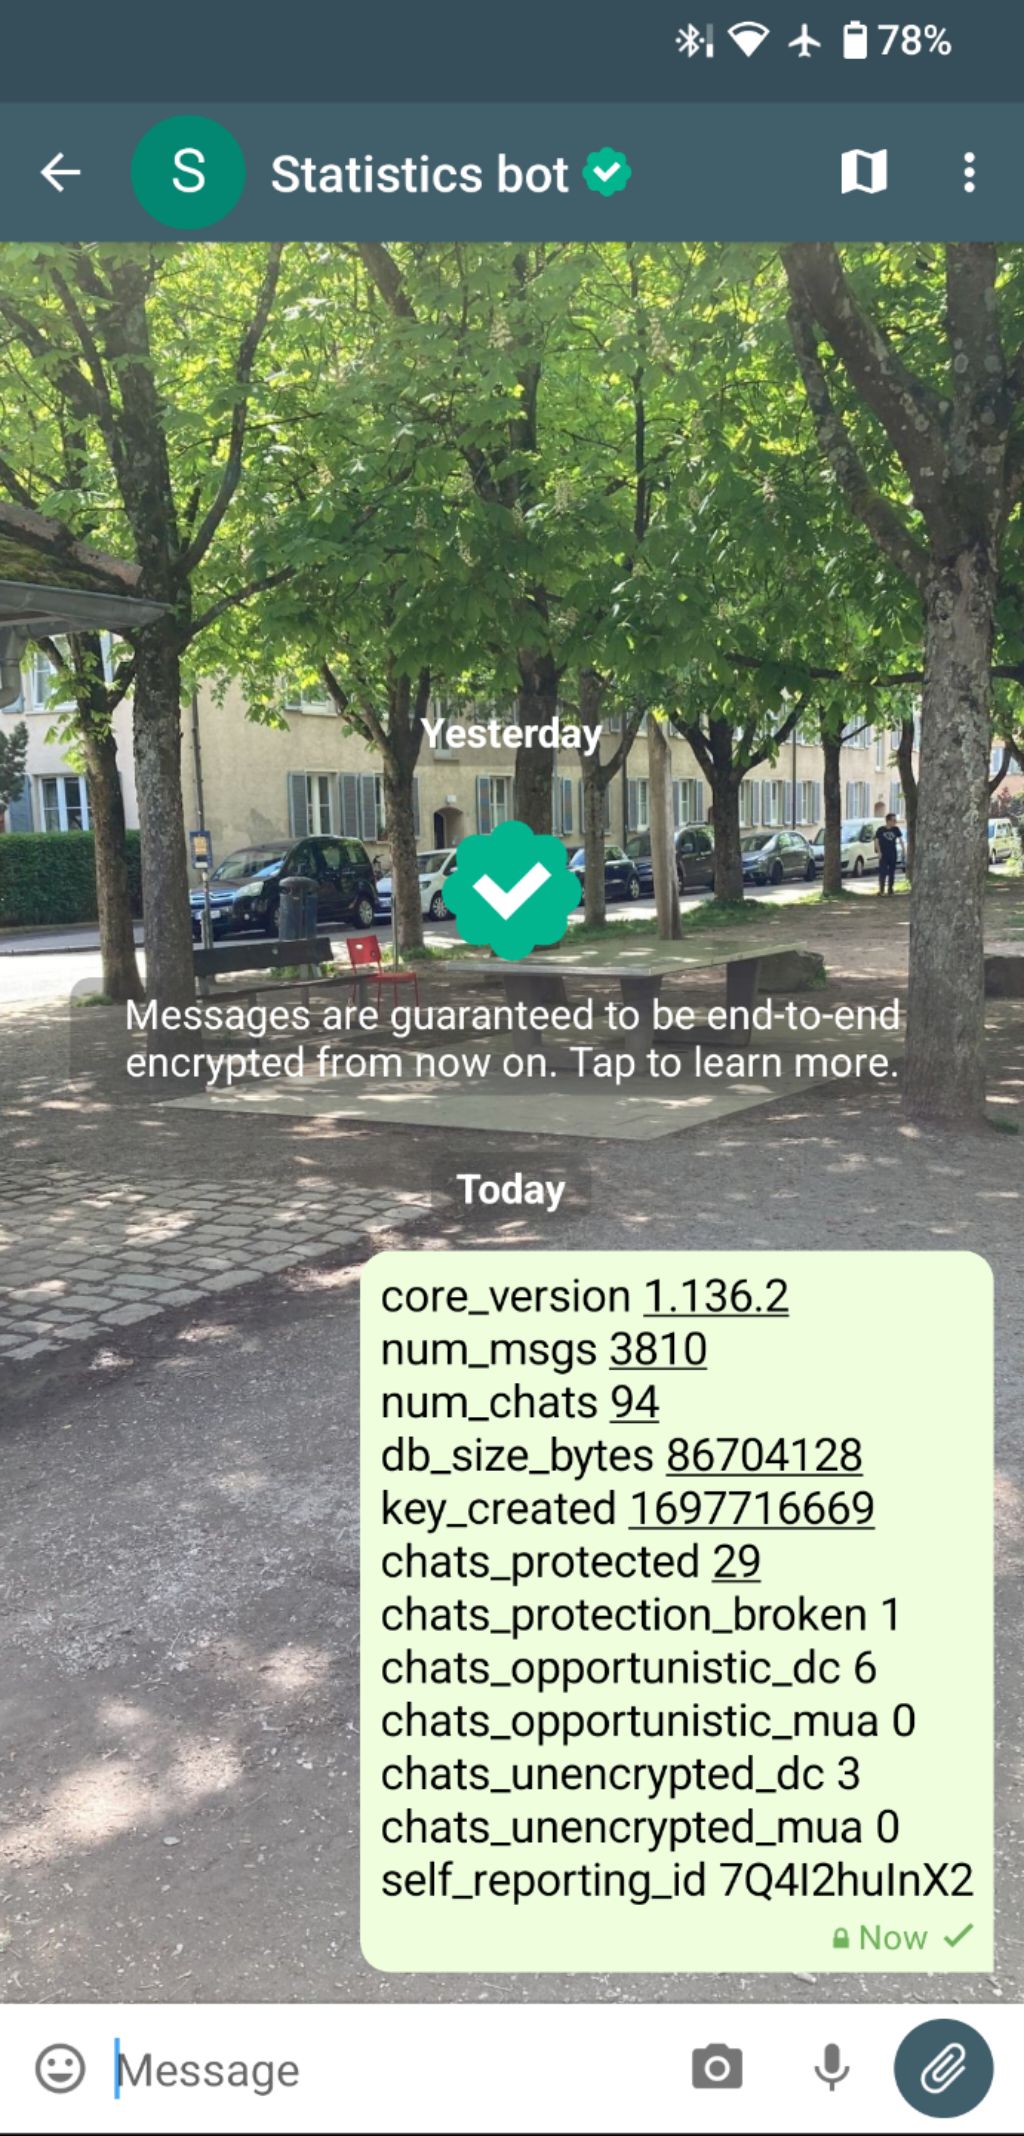 78%
S
Statistics bot
Yesterday
Messages are guaranteed to be end-to-end
encrypted from now on. Tap to learn more.
Today
core_version 1.136.2
num_msgs 3810
num_chats 94
db_size_bytes 86704128
key_created 1697716669
chats_protected 29
chats_protection_broken 1
chats_opportunistic_dc 6
chats_opportunistic_mua 0
chats_unencrypted_dc 3
chats_unencrypted_mua 0
self_reporting_id 7Q4I2huInX2
Now
Message